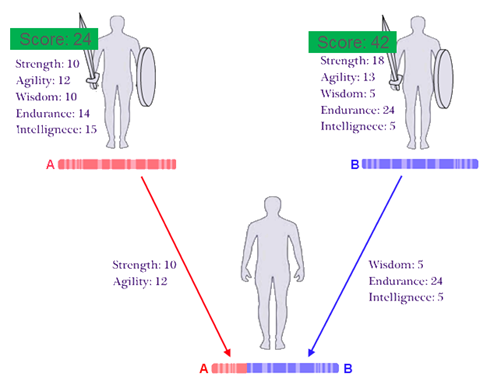 Score: 24
Strength: 10
Agility: 12
Wisdom: 10
Endurance: 14
Intellignece: 15
A
Score: 42
Strength: 18
Agility: 13
Wisdom: 5
Endurance: 24
Intellignece: 5
B
Strength: 10
Agility: 12
Wisdom: 5
Endurance: 24
Intellignece: 5
A
B